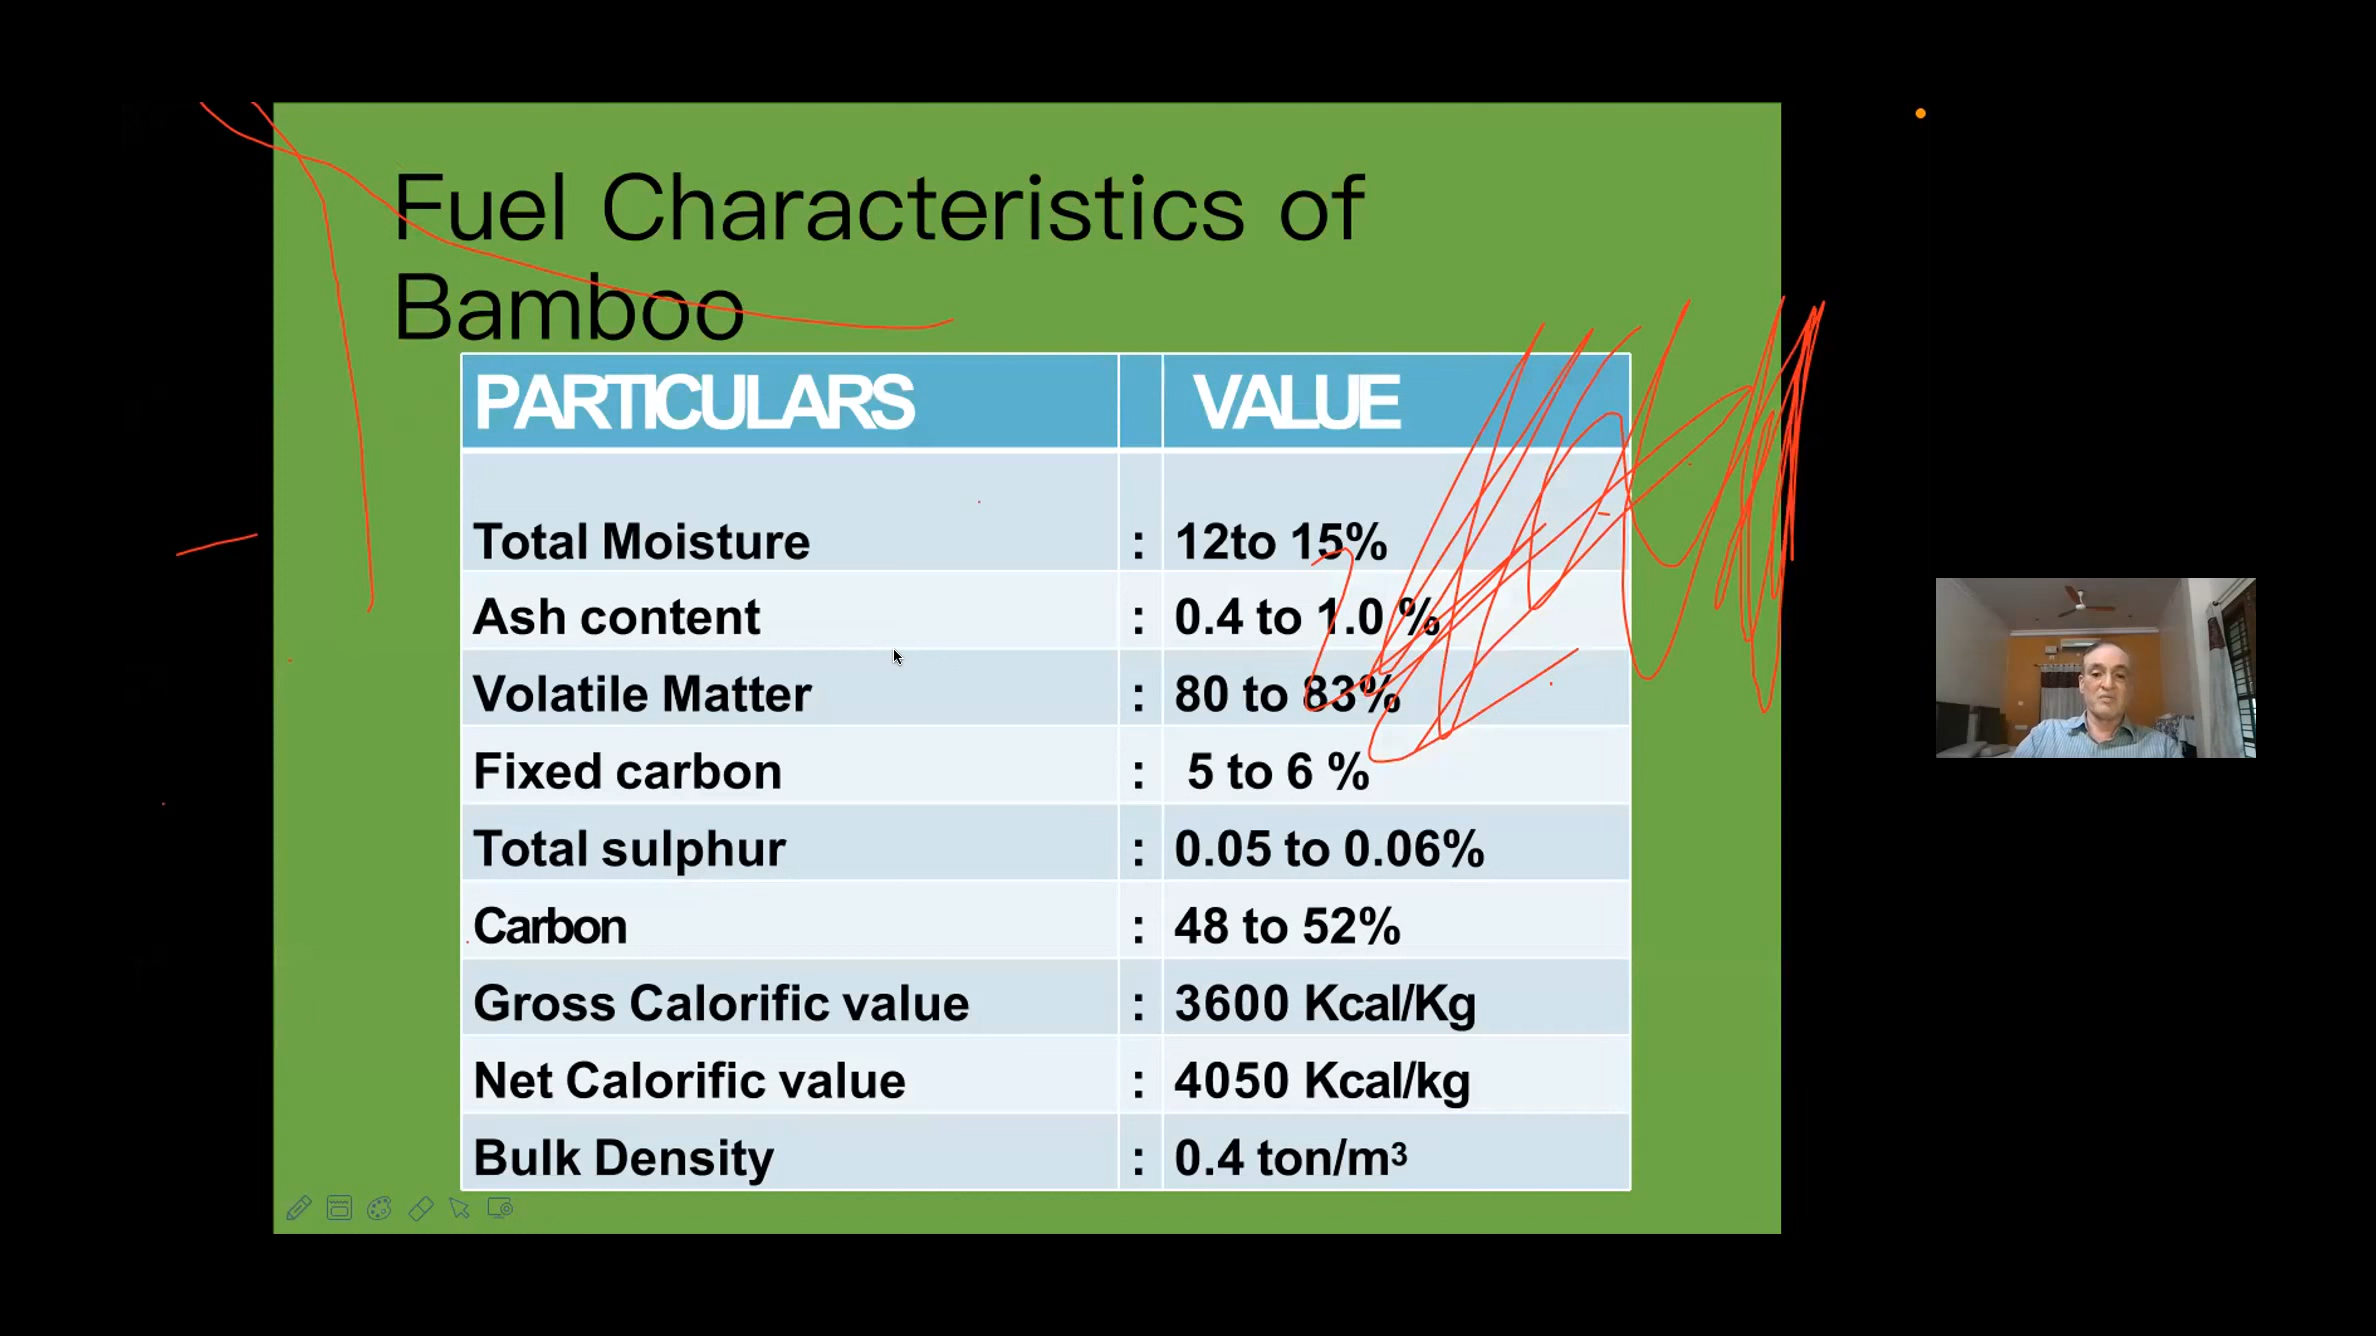 Fuel Characteristics of
Bamboo
PARTICULARS VALUE
Total Moisture : 12to 15%
Ash content : 0.4 to 1.0 %
Volatile Matter : 80 to 83%
Fixed carbon : 5 to 6 %
Total sulphur : 0.05 to 0.06%
Carbon : 48 to 52%
Gross Calorific value : 3600 Kcal/Kg
Net Calorific value : 4050 Kcal/kg
Bulk Density : 0.4 ton/m³